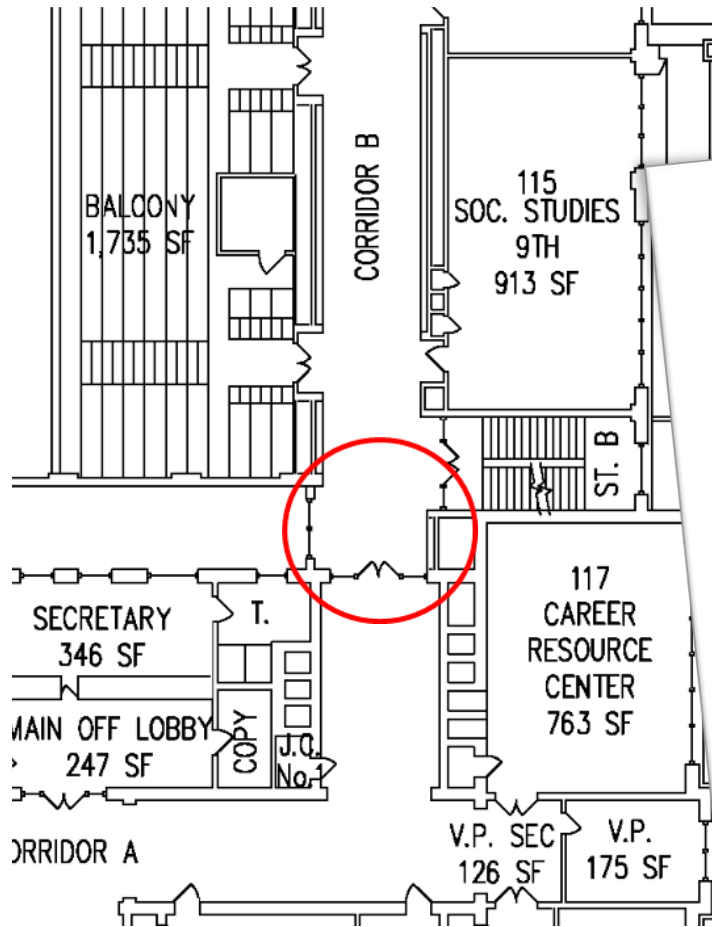 BALCONY
1,735 SF
CORRIDOR B
115
SOC. STUDIES
9TH
913 SF
ST. B
SECRETARY
346 SF
T.
117
CAREER
RESOURCE
CENTER
763 SF
MAIN OFF LOBBY
247 SF
COPY
J.C.
No.1
ORRIDOR A
V.P. SEC
126 SF
V.P.
175 SF